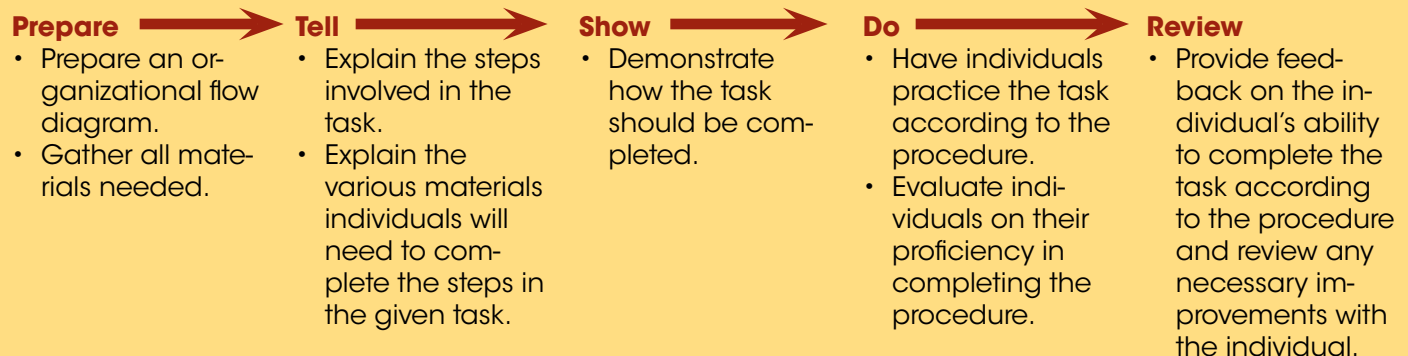 Prepare
• Prepare an or-
ganizational flow
diagram.
• Gather all mate-
rials needed.
Tell
• Explain the steps
involved in the
task.
• Explain the
various materials
individuals will
need to com-
plete the steps in
the given task.
Show
• Demonstrate
how the task
should be com-
pleted.
Do
• Have individuals
practice the task
according to the
procedure.
• Evaluate indi-
viduals on their
proficiency in
completing the
procedure.
Review
• Provide feed-
back on the in-
dividual's ability
to complete the
task according
to the procedure
and review any
necessary im-
provements with
the individual.